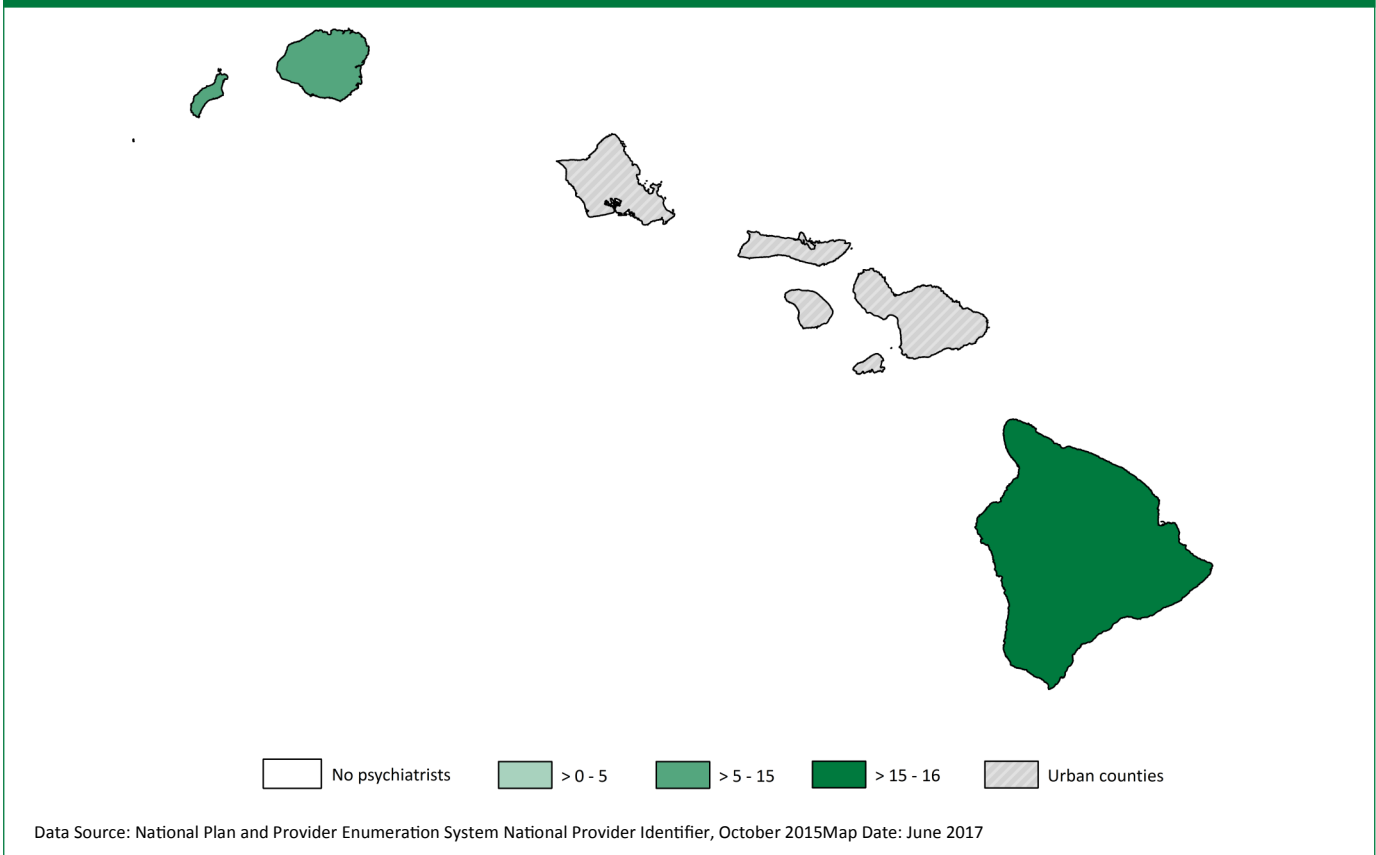 No psychiatrists > 0 - 5 > 5 - 15 > 15 - 16 Urban counties
Data Source: National Plan and Provider Enumeration System National Provider Identifier, October 2015Map Date: June 2017